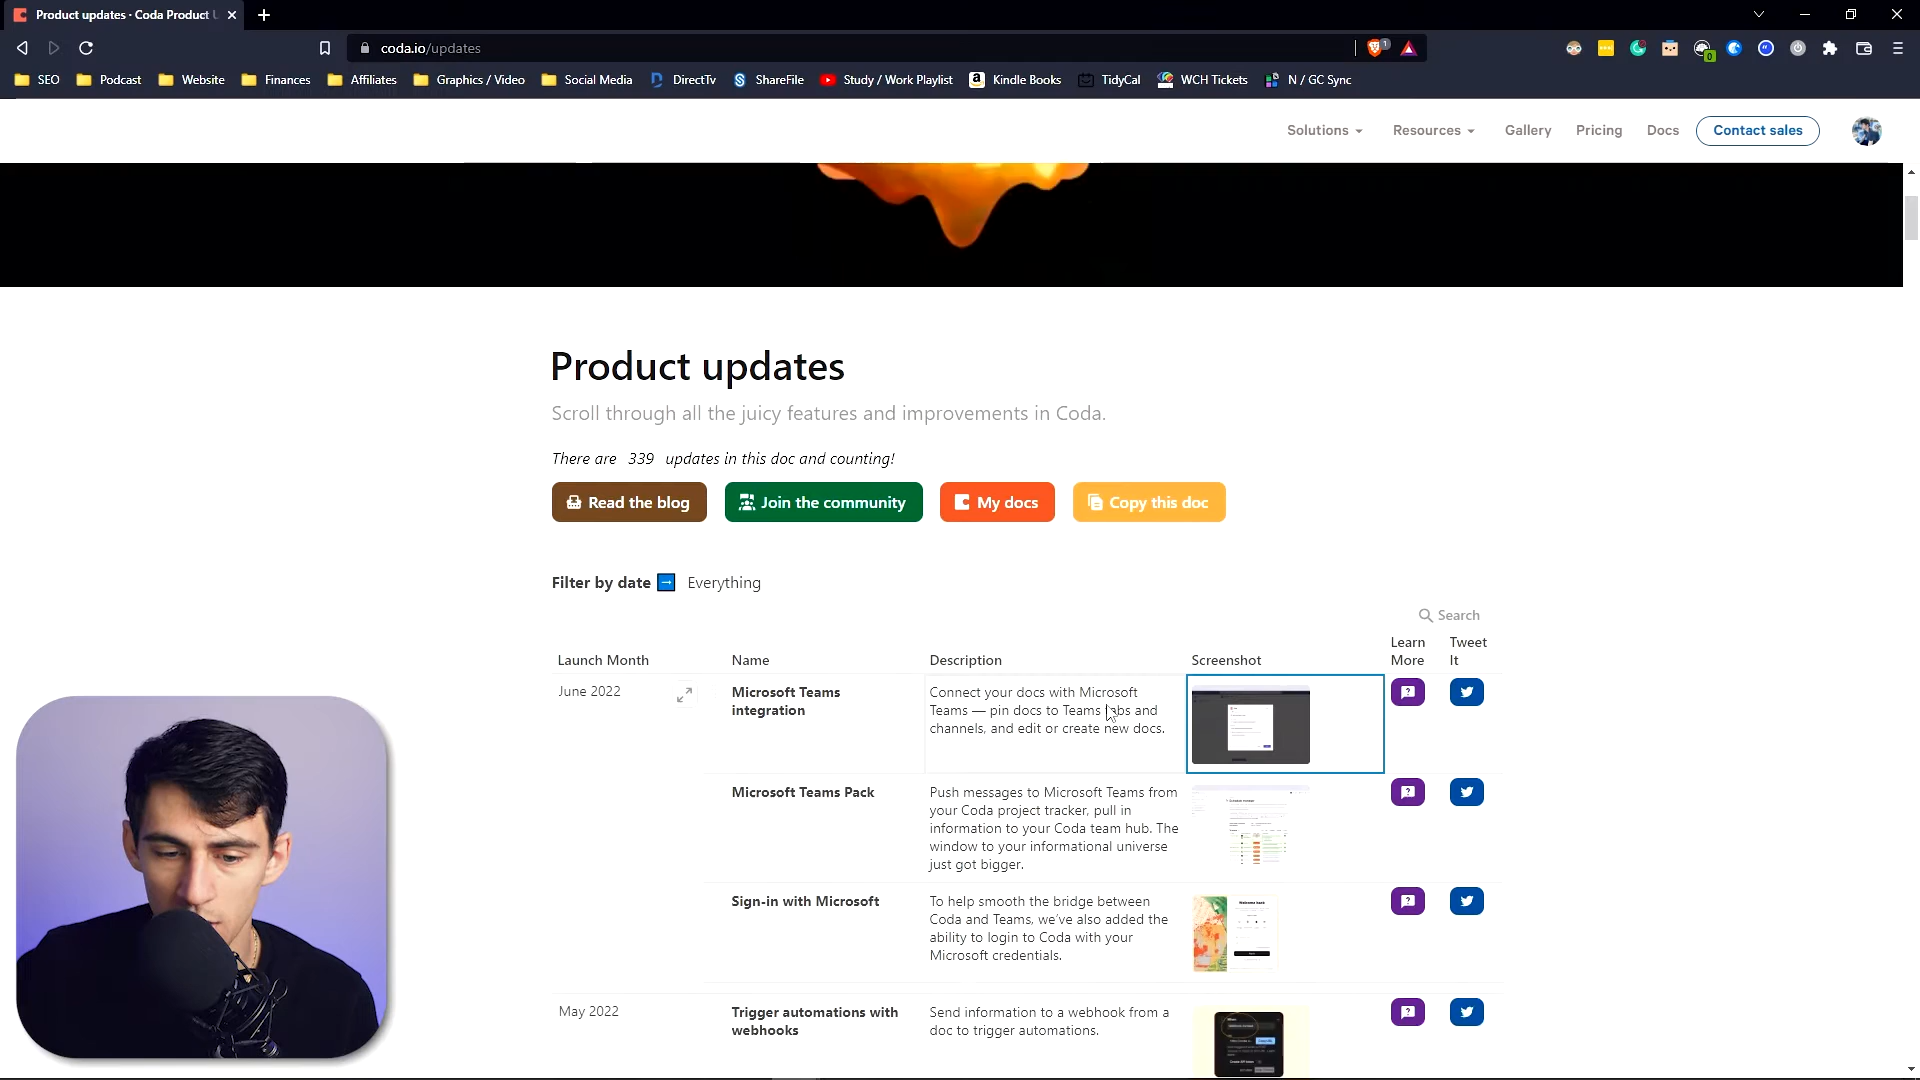 Product updates · Coda Product U
coda.io/updates
1
0
SEO Podcast Website Finances Affiliates Graphics / Video Social Media DirectTv ShareFile Study / Work Playlist Kindle Books TidyCal WCH Tickets N / GC Sync
Solutions Resources Gallery Pricing Docs Contact sales
Product updates
Scroll through all the juicy features and improvements in Coda.
There are 339 updates in this doc and counting!
Read the blog Join the community My docs Copy this doc
Filter by date Everything
Search
Launch Month Name Description Screenshot Learn More Tweet It
June 2022
Microsoft Teams
integration
Connect your docs with Microsoft
Teams — pin docs to Teams tabs and
channels, and edit or create new docs.
Microsoft Teams Pack
Push messages to Microsoft Teams from
your Coda project tracker, pull in
information to your Coda team hub. The
window to your informational universe
just got bigger.
Sign-in with Microsoft
To help smooth the bridge between
Coda and Teams, we've also added the
ability to login to Coda with your
Microsoft credentials.
Welcome back
May 2022
Trigger automations with
webhooks
Send information to a webhook from a
doc to trigger automations.